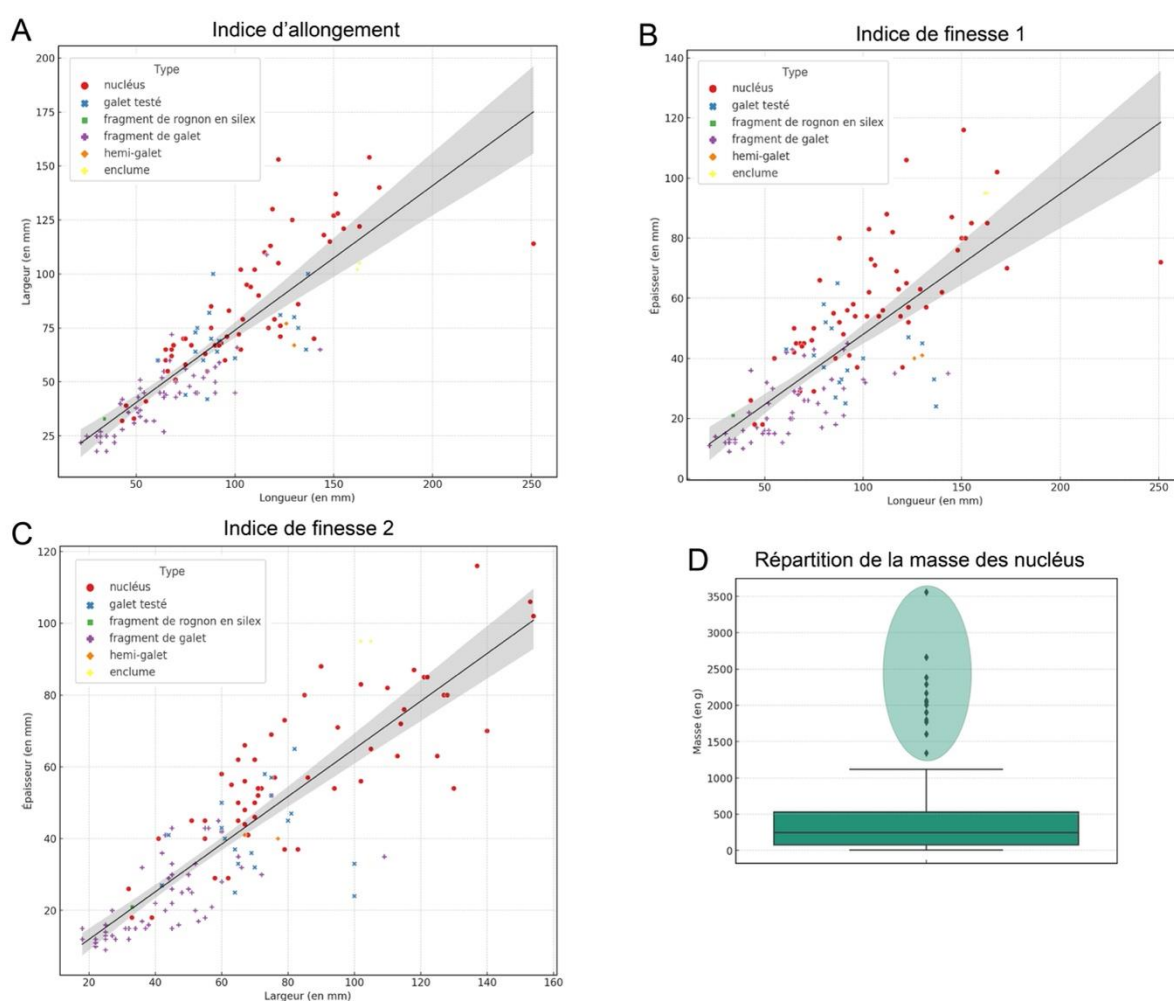 A
Indice d'allongement
200
175
150
125
100
75
50
25
Largeur (en mm)
Type
nucléus
galet testé
fragment de rognon en silex
fragment de galet
hemi-galet
enclume
50
100
150
200
250
Longueur (en mm)
B
Indice de finesse 1
140
120
100
80
60
40
20
0
Épaisseur (en mm)
Type
nucléus
galet testé
fragment de rognon en silex
fragment de galet
hemi-galet
enclume
50
100
150
200
250
Longueur (en mm)
C
Indice de finesse 2
120
100
80
60
40
20
Épaisseur (en mm)
Type
nucléus
galet testé
fragment de rognon en silex
fragment de galet
hemi-galet
enclume
20
40
60
80
100
120
140
160
Largeur (en mm)
D
Répartition de la masse des nucléus
3500
3000
2500
2000
1500
1000
500
0
Masse (en g)